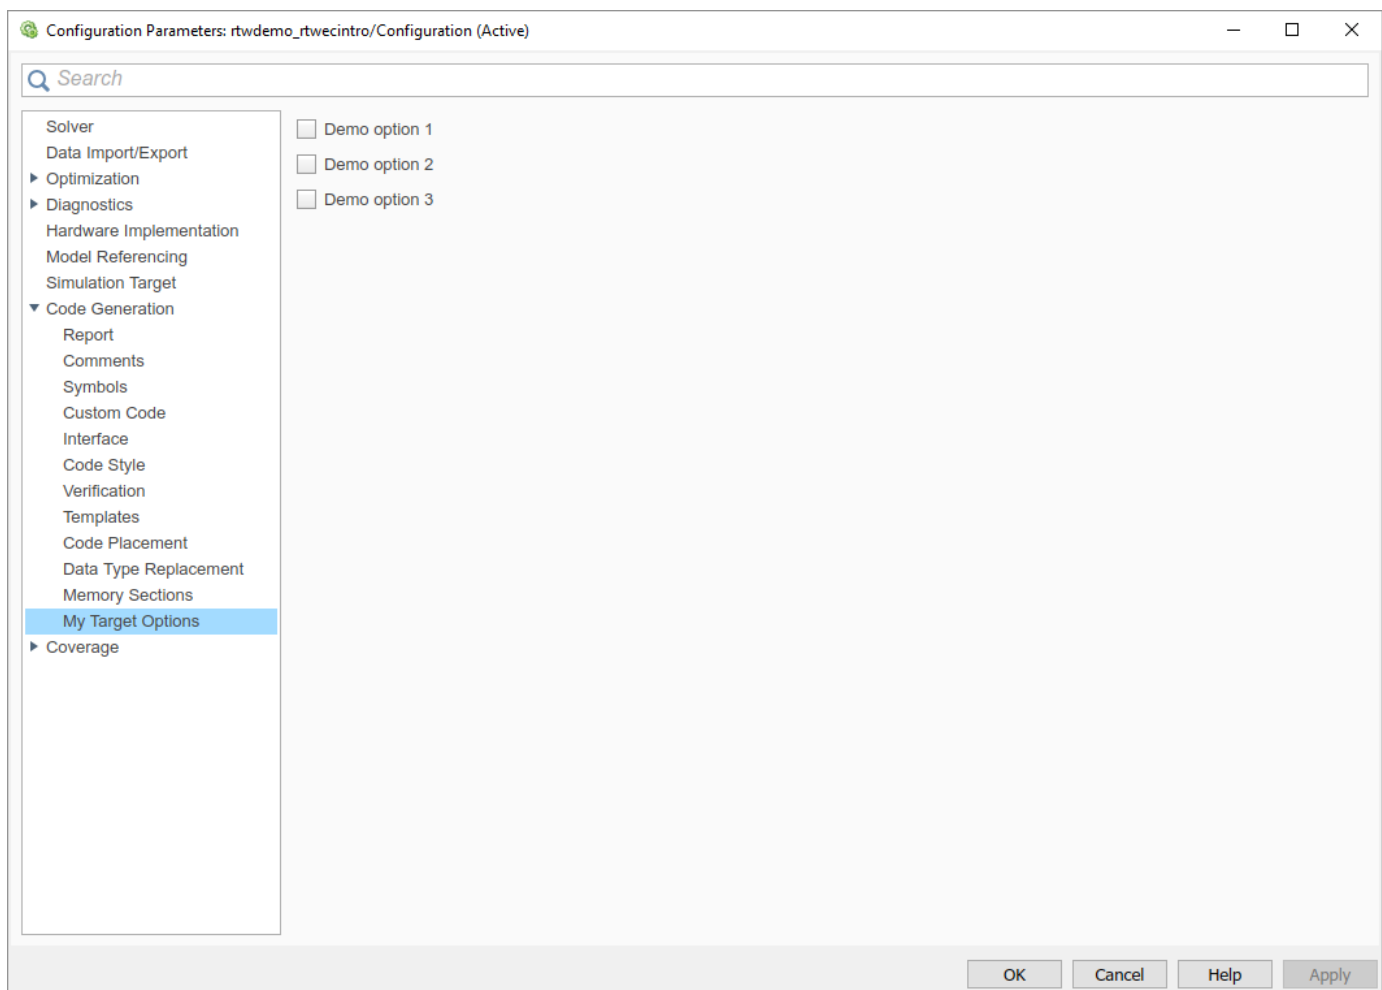 Configuration Parameters: rtwdemo_rtwecintro/Configuration (Active)
Search
Solver
Data Import/Export
Optimization
Diagnostics
Hardware Implementation
Model Referencing
Simulation Target
Code Generation
Report
Comments
Symbols
Custom Code
Interface
Code Style
Verification
Templates
Code Placement
Data Type Replacement
Memory Sections
My Target Options
Coverage
Demo option 1
Demo option 2
Demo option 3
OK Cancel Help Apply